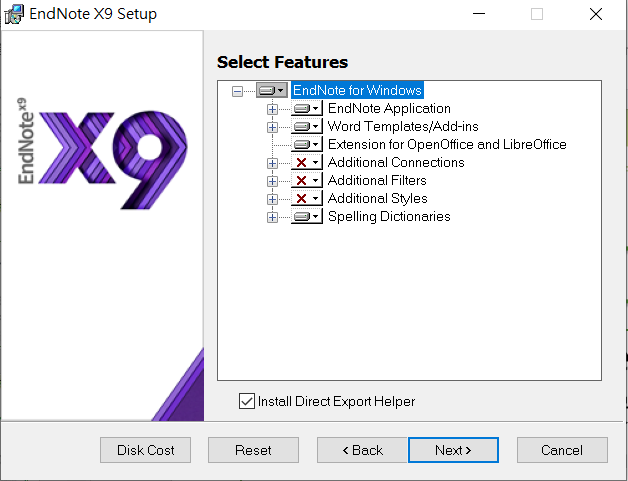 EndNote X9 Setup
EndNote x9
X9
Select Features
EndNote for Windows
EndNote Application
Word Templates/Add-ins
Extension for OpenOffice and LibreOffice
Additional Connections
Additional Filters
Additional Styles
Spelling Dictionaries
Install Direct Export Helper
Disk Cost
Reset
< Back
Next >
Cancel